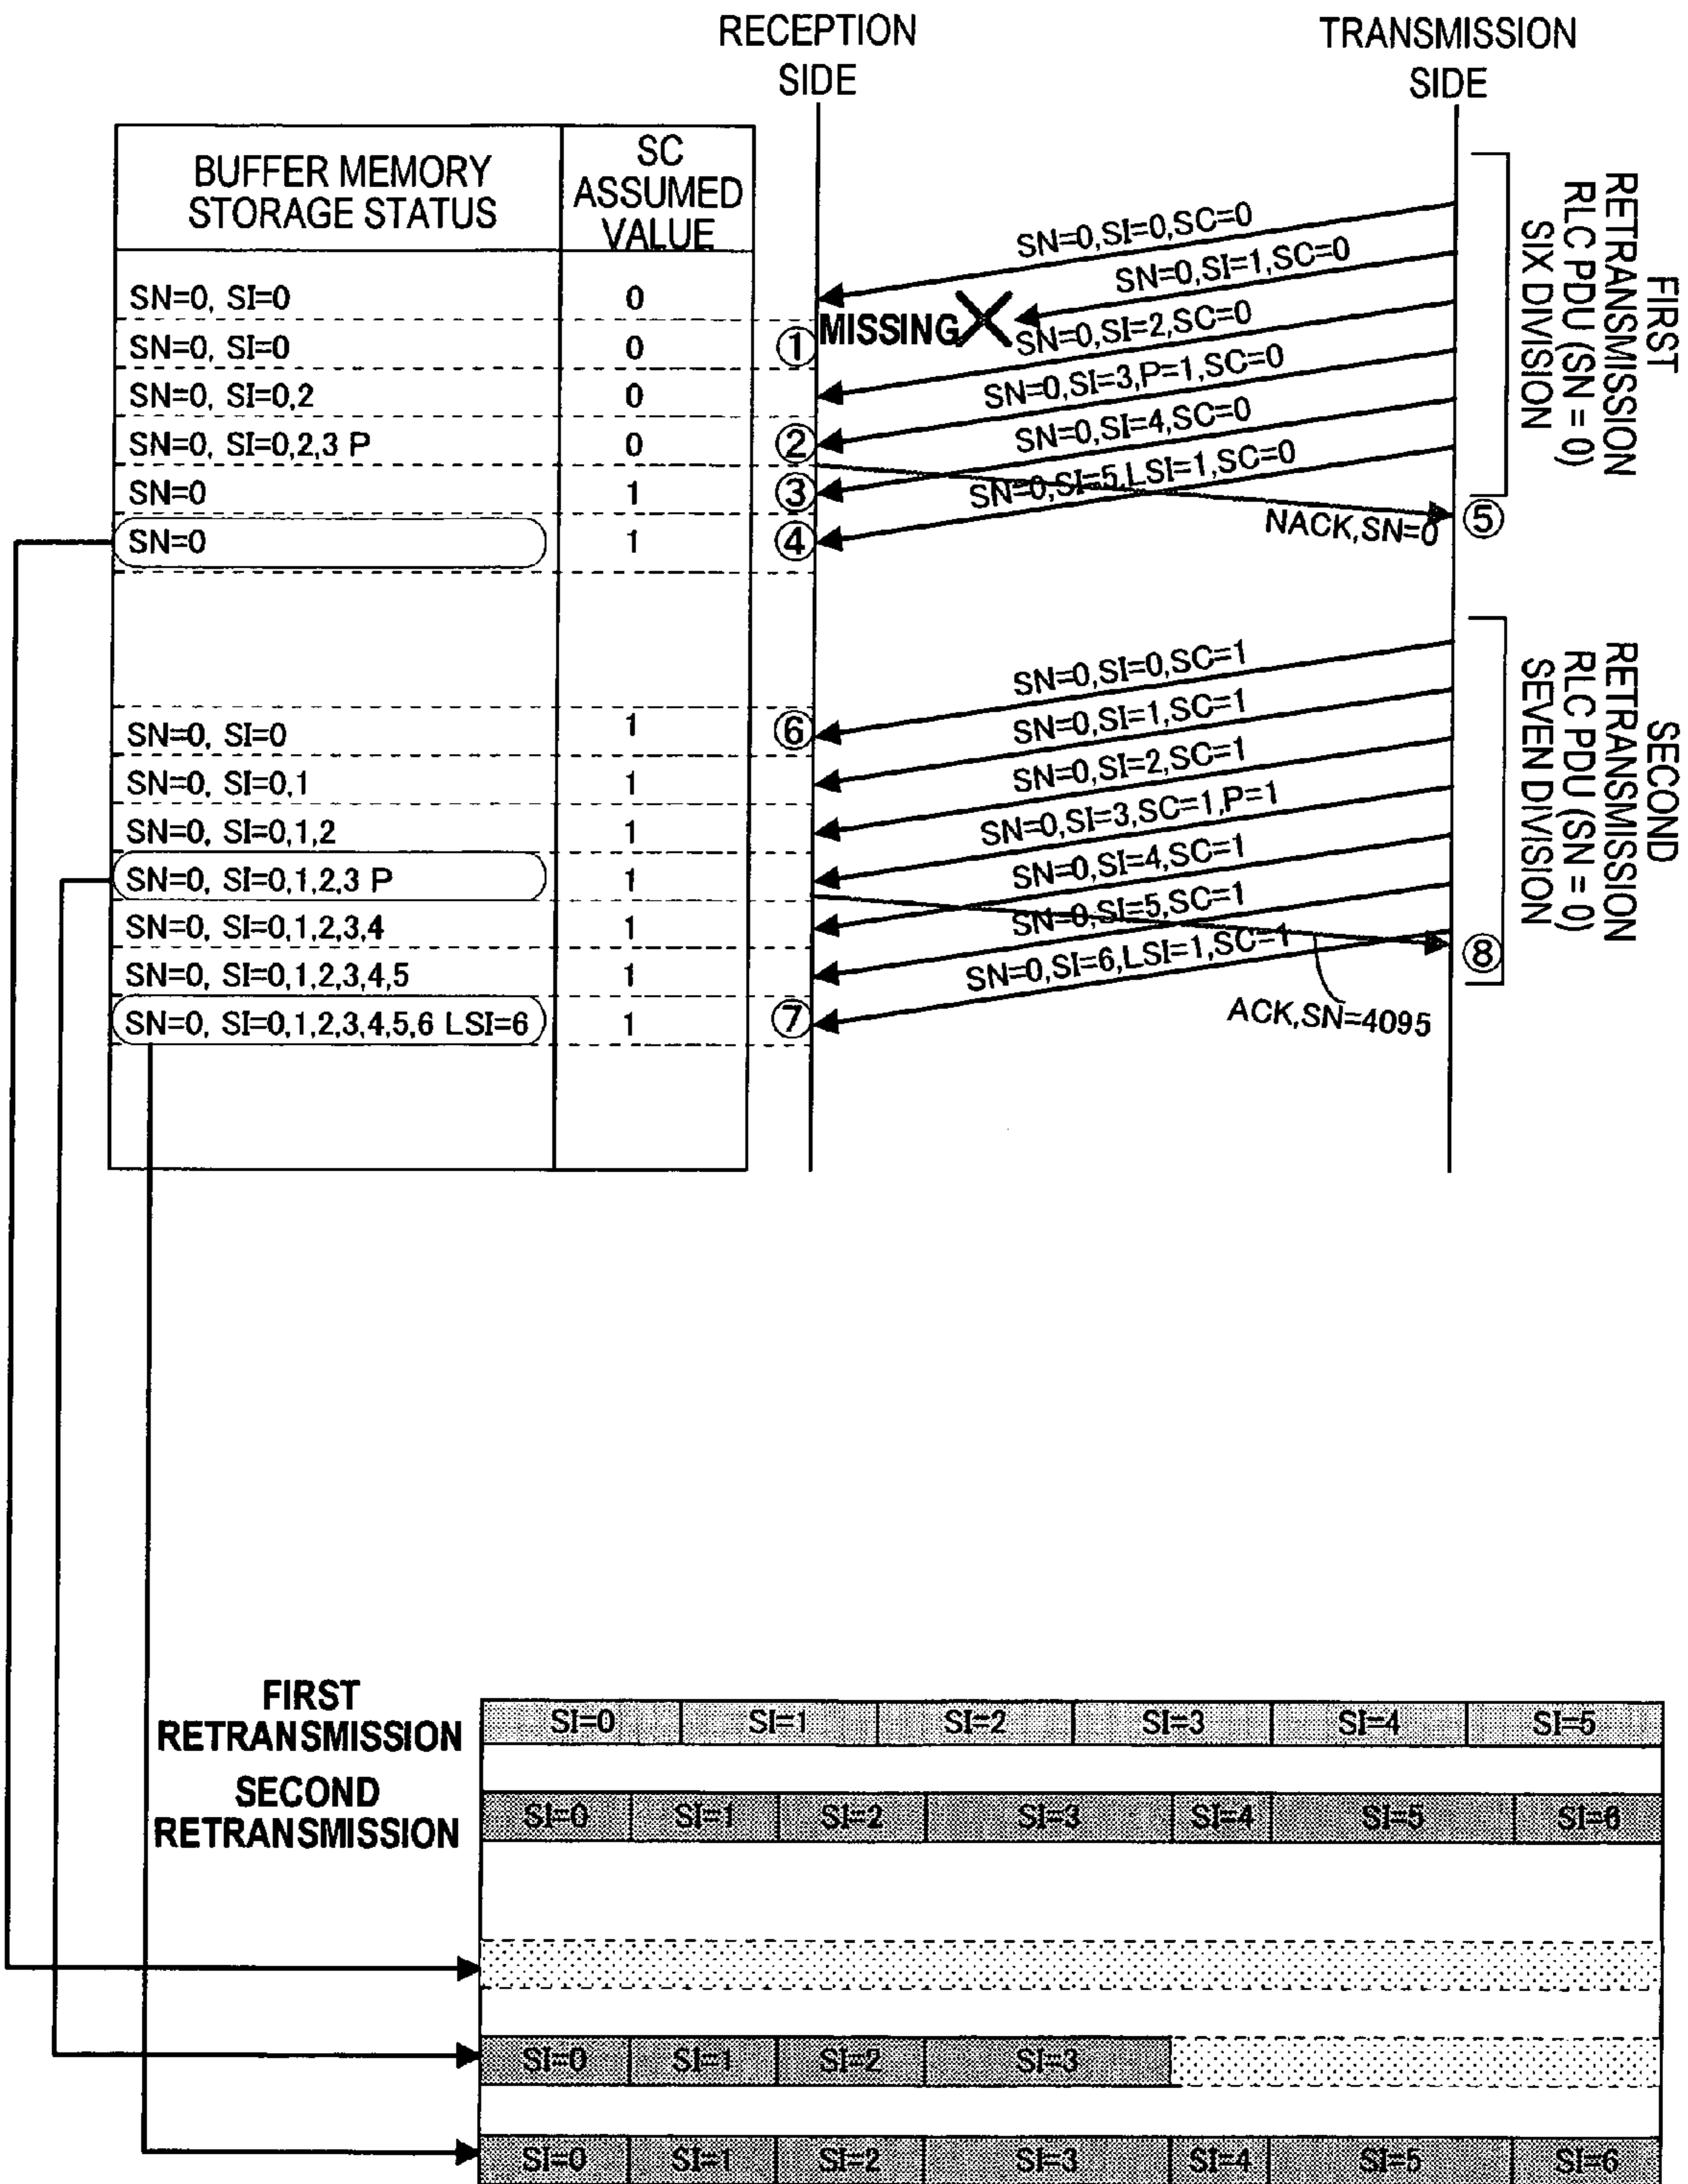 RECEPTION
SIDE
TRANSMISSION
SIDE
BUFFER MEMORY
STORAGE STATUS
SC
ASSUMED
VALUE
SN=0, SI=0 0
SN=0, SI=0 0 ①
SN=0, SI=0,2 0
SN=0, SI=0,2,3 P 0 ②
SN=0 1 ③
SN=0 1 ④
SN=0,SI=0,SC=0
SN=0,SI=1,SC=0
MISSING
SN=0,SI=2,SC=0
SN=0,SI=3,P=1,SC=0
SN=0,SI=4,SC=0
SN=0,SI=5,LSI=1,SC=0
NACK,SN=0
⑤
FIRST
RETRANSMISSION
RLC PDU (SN = 0)
SIX DIVISION
SN=0, SI=0 1 ⑥
SN=0, SI=0,1 1
SN=0, SI=0,1,2 1
SN=0, SI=0,1,2,3 P 1
SN=0, SI=0,1,2,3,4 1
SN=0, SI=0,1,2,3,4,5 1
SN=0, SI=0,1,2,3,4,5,6 LSI=6 1 ⑦
SN=0,SI=0,SC=1
SN=0,SI=1,SC=1
SN=0,SI=2,SC=1
SN=0,SI=3,SC=1,P=1
SN=0,SI=4,SC=1
SN=0,SI=5,SC=1
SN=0,SI=6,LSI=1,SC=1
⑧
ACK,SN=4095
SECOND
RETRANSMISSION
RLC PDU (SN = 0)
SEVEN DIVISION
FIRST
RETRANSMISSION
SI=0 SI=1 SI=2 SI=3 SI=4 SI=5
SECOND
RETRANSMISSION
SI=0 SI=1 SI=2 SI=3 SI=4 SI=5 SI=6
SI=0 SI=1 SI=2 SI=3
SI=0 SI=1 SI=2 SI=3 SI=4 SI=5 SI=6